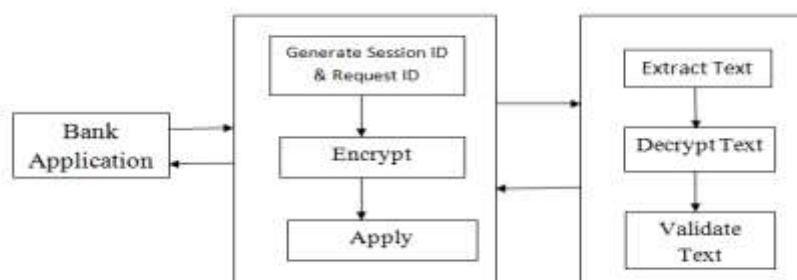 Bank
Application
Generate Session ID
& Request ID
Encrypt
Apply
Extract Text
Decrypt Text
Validate
Text